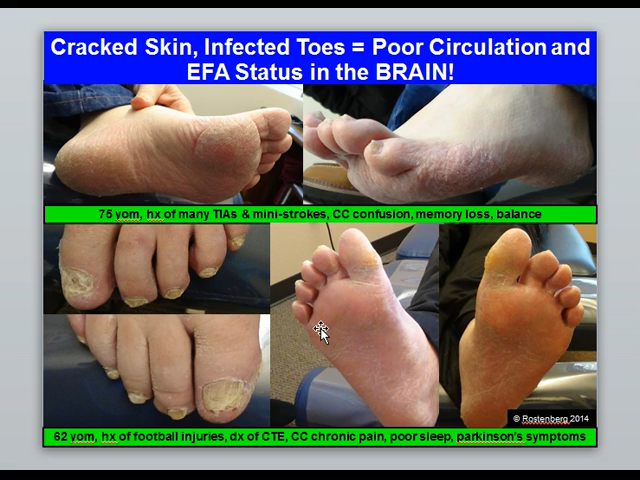 Cracked Skin, Infected Toes = Poor Circulation and
EFA Status in the BRAIN!
75 yom, hx of many TIAs & mini-strokes, CC confusion, memory loss, balance
© Rostenberg 2014
62 yom, hx of football injuries, dx of CTE, CC chronic pain, poor sleep, parkinson's symptoms